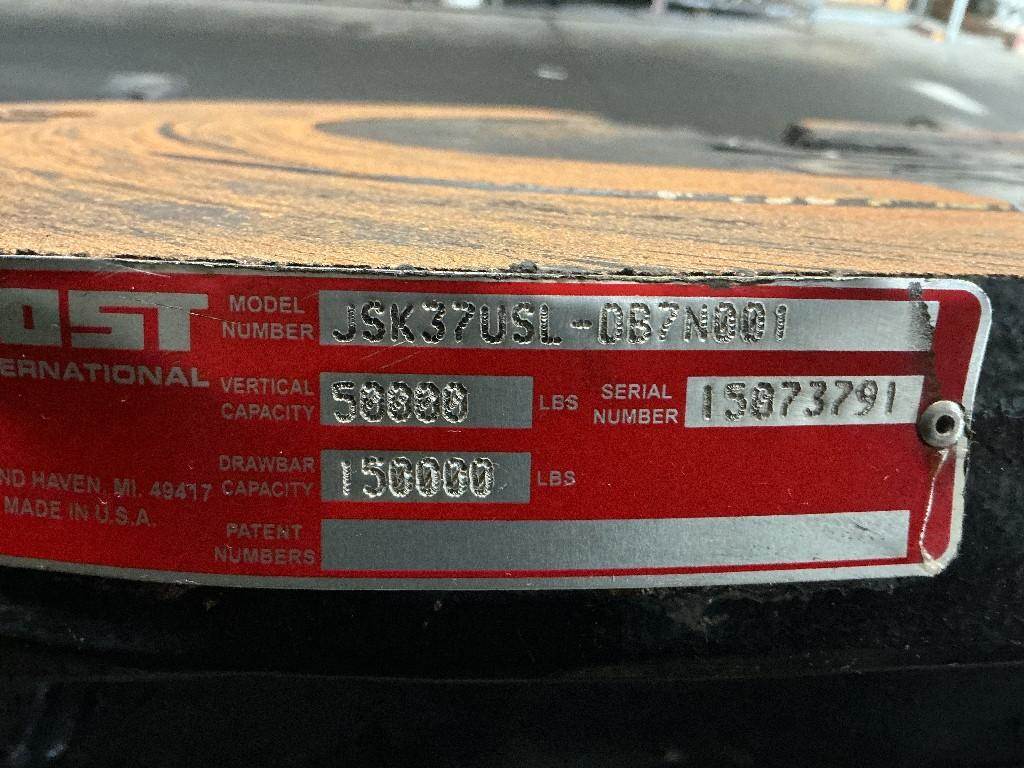 OST
ERNATIONAL
MODEL NUMBER JSK37USL-0B7N001
VERTICAL CAPACITY 50000 LBS
SERIAL NUMBER 15073791
DRAWBAR CAPACITY 150000 LBS
ND HAVEN, MI. 49417
MADE IN U.S.A.
PATENT NUMBERS